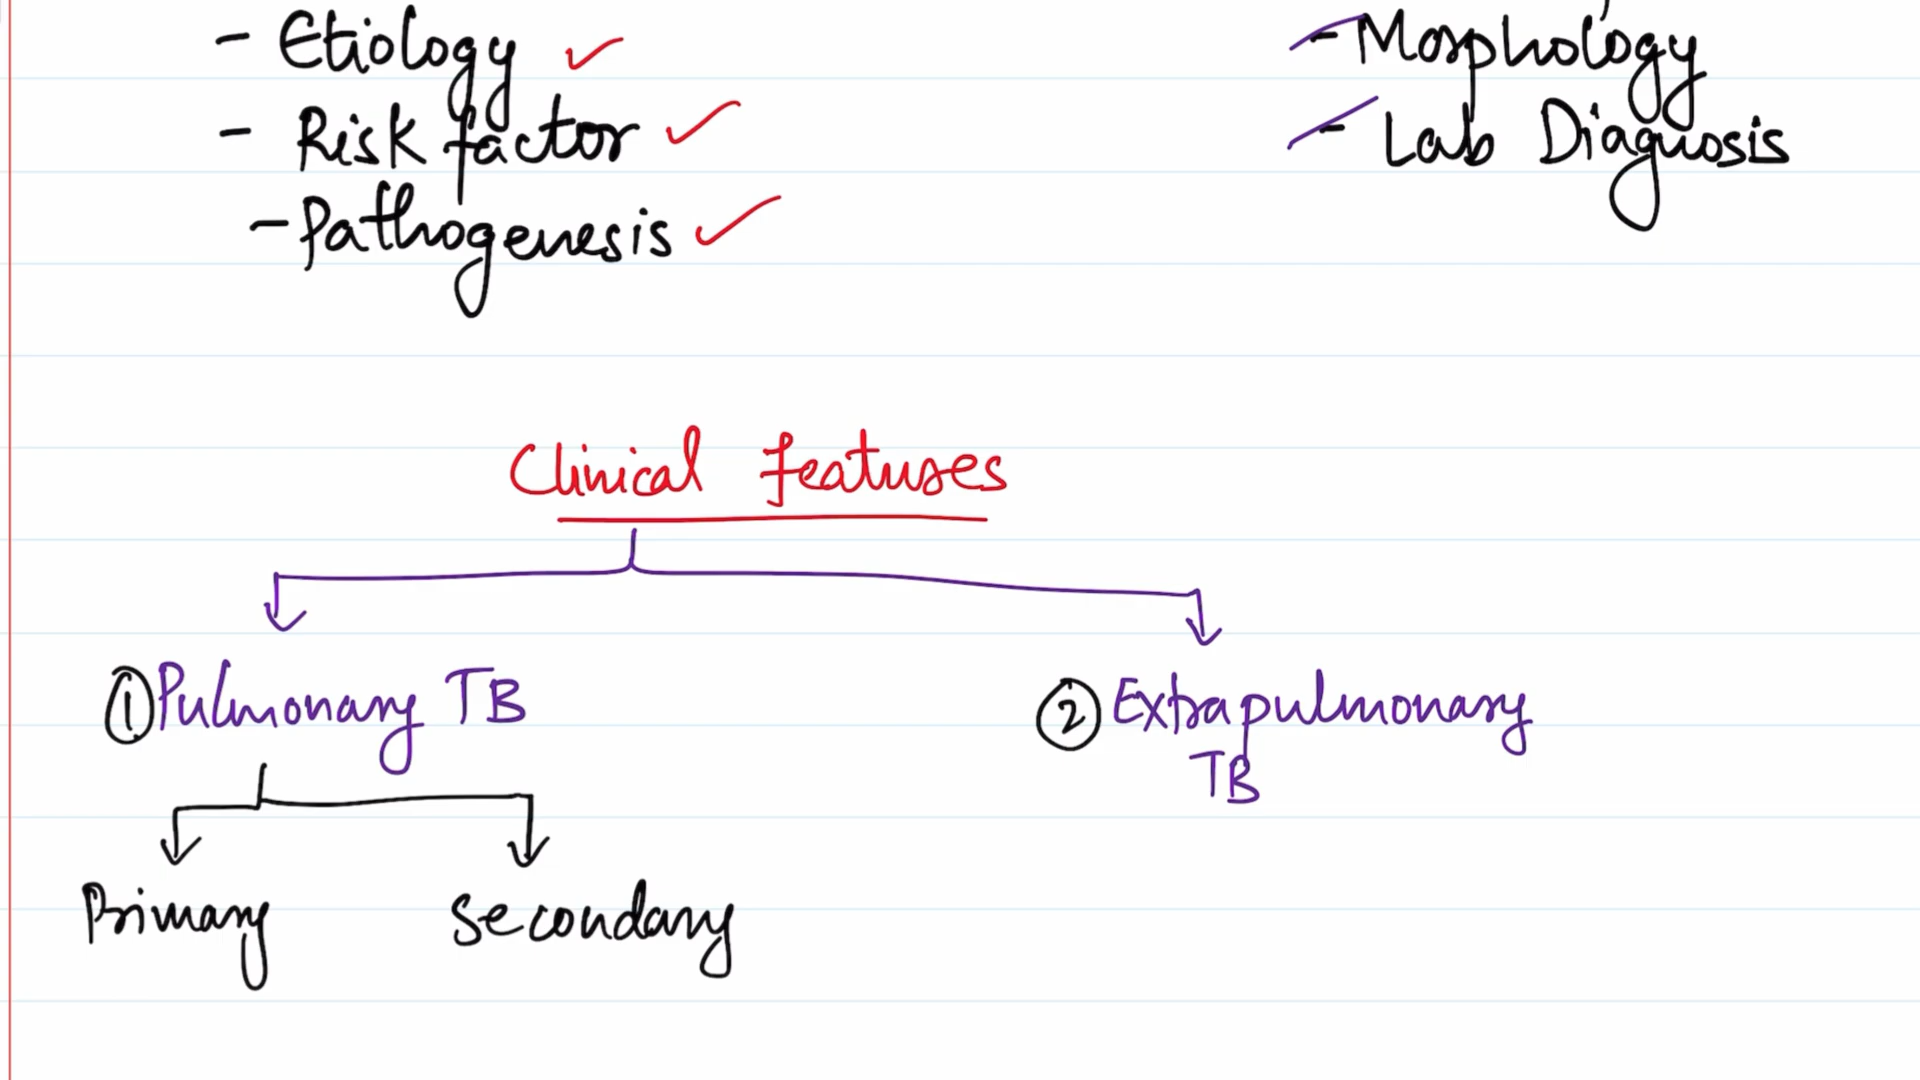 - Etiology ✓
- Risk factor ✓
- Pathogenesis ✓
- Morphology
- Lab Diagnosis
Clinical features
① Pulmonary TB
② Extrapulmonary
TB
Primary
Secondary